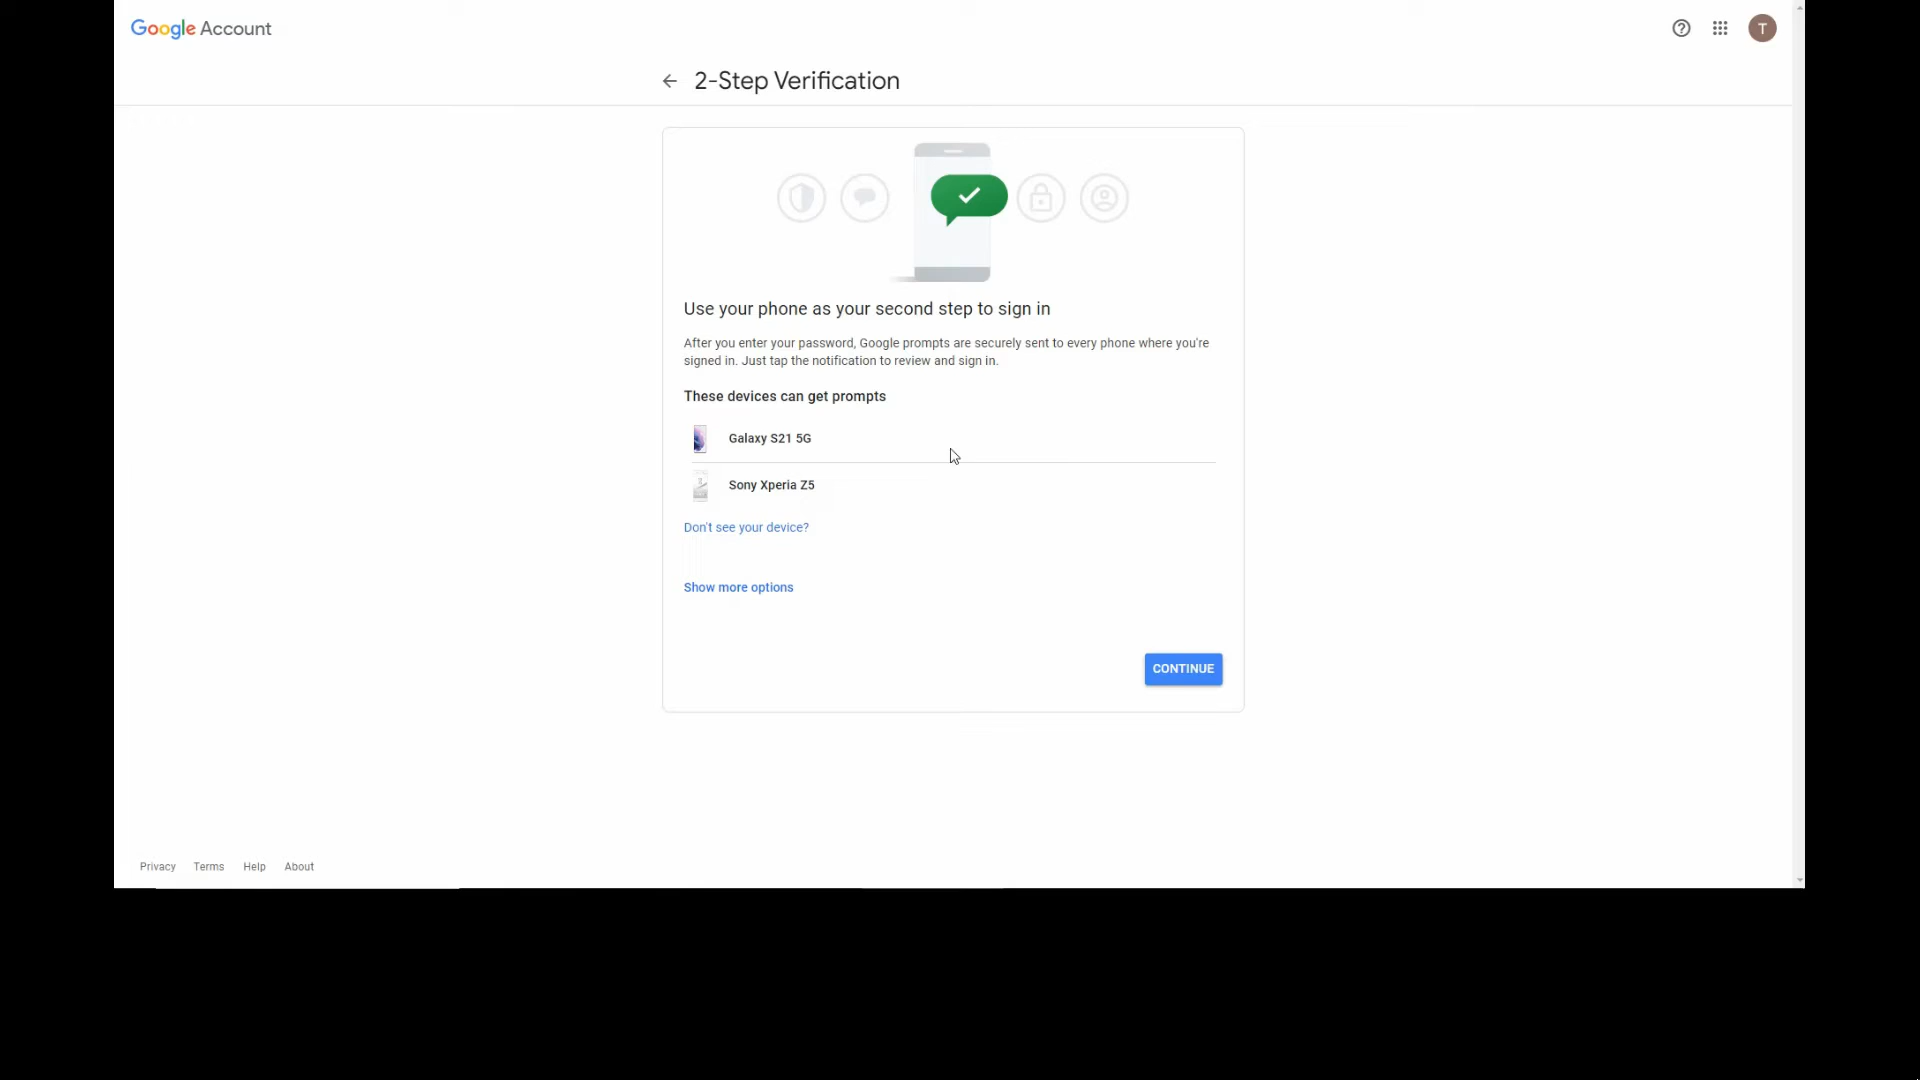 Google Account
T
2-Step Verification
Use your phone as your second step to sign in
After you enter your password, Google prompts are securely sent to every phone where you're
signed in. Just tap the notification to review and sign in.
These devices can get prompts
Galaxy S21 5G
Sony Xperia Z5
Don't see your device?
Show more options
CONTINUE
Privacy Terms Help About